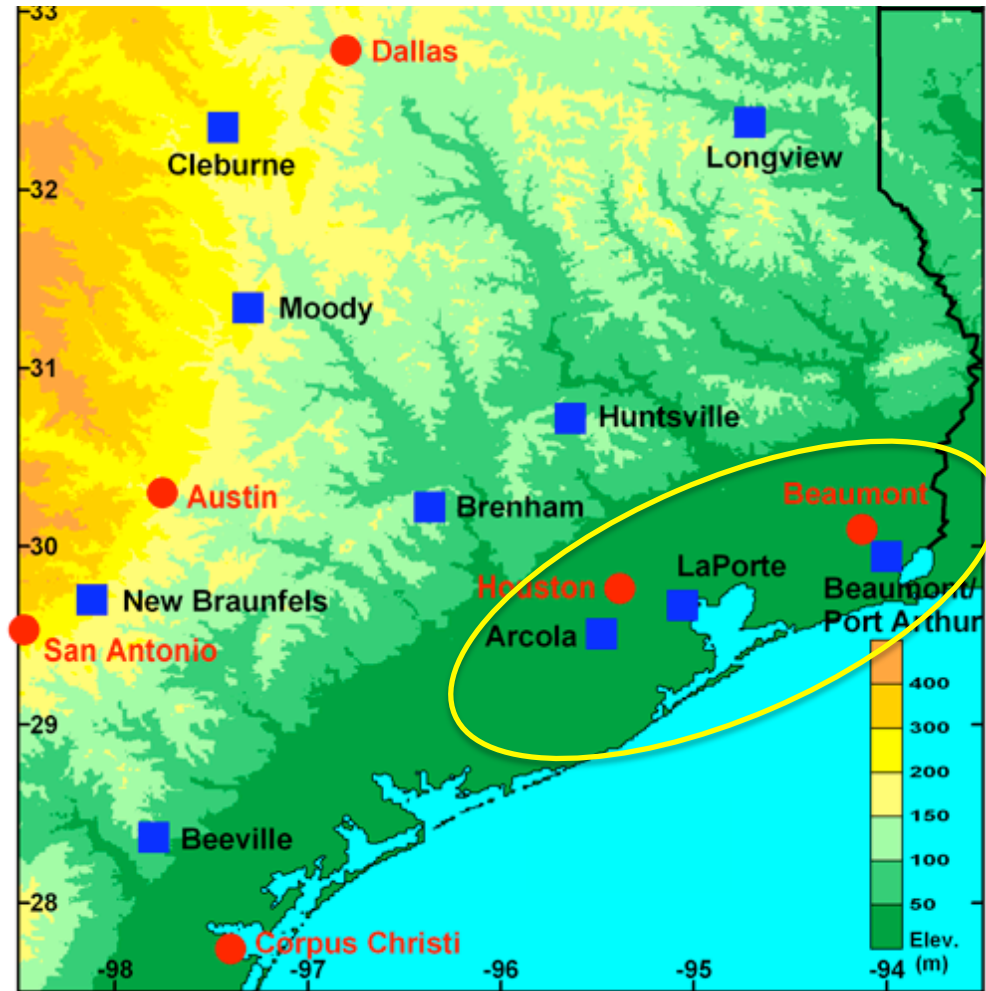 33
Dallas
Cleburne
Longview
32
Moody
31
Huntsville
Beaumont
Austin
Brenham
30
LaPorte
Houston
Beaumont/
Port Arthur
New Braunfels
Arcola
San Antonio
400
29
300
200
150
Beeville
100
28
50
Elev.
(m)
Corpus Christi
-98
-97
-96
-95
-94